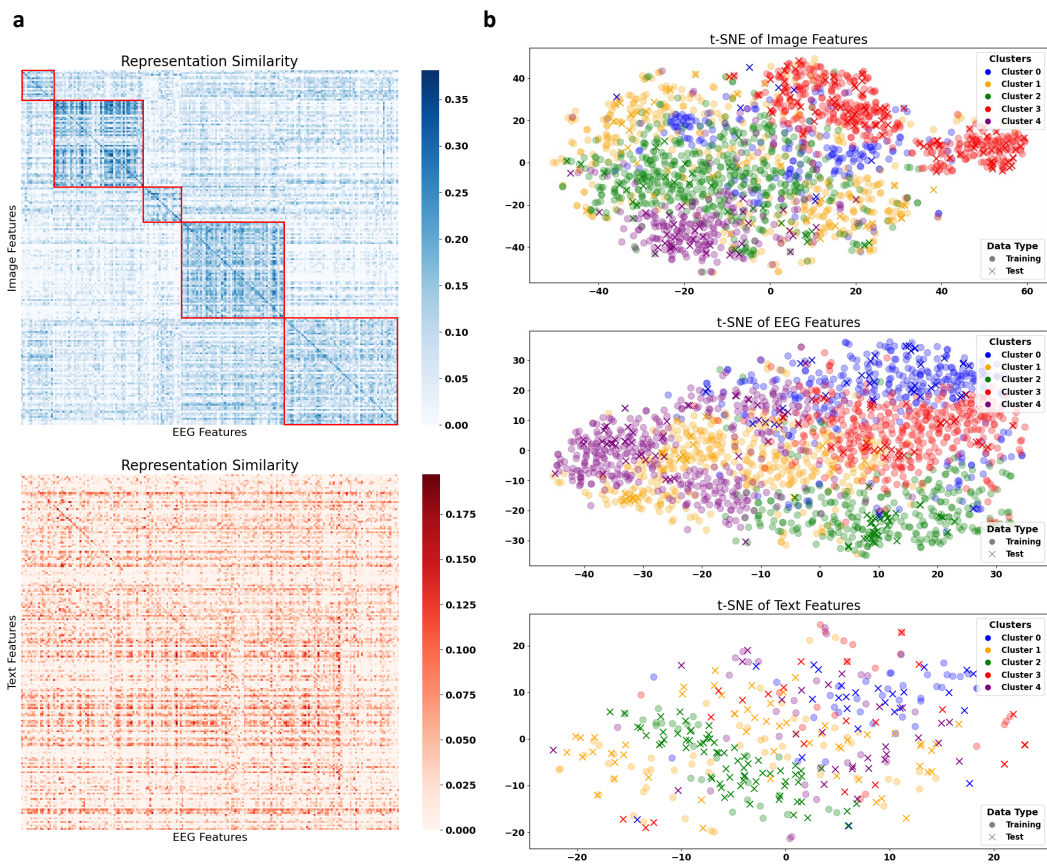 a
Representation Similarity
Image Features
EEG Features
0.35
0.30
0.25
0.20
0.15
0.10
0.05
0.00
Representation Similarity
Text Features
EEG Features
0.175
0.150
0.125
0.100
0.075
0.050
0.025
0.000
b
t-SNE of Image Features
40
20
0
−20
−40
−40
−20
0
20
40
60
Clusters
Cluster 0
Cluster 1
Cluster 2
Cluster 3
Cluster 4
Data Type
Training
Test
t-SNE of EEG Features
30
20
10
0
−10
−20
−30
−40
−30
−20
−10
0
10
20
30
Clusters
Cluster 0
Cluster 1
Cluster 2
Cluster 3
Cluster 4
Data Type
Training
Test
t-SNE of Text Features
20
10
0
−10
−20
−20
−10
0
10
20
Clusters
Cluster 0
Cluster 1
Cluster 2
Cluster 3
Cluster 4
Data Type
Training
Test